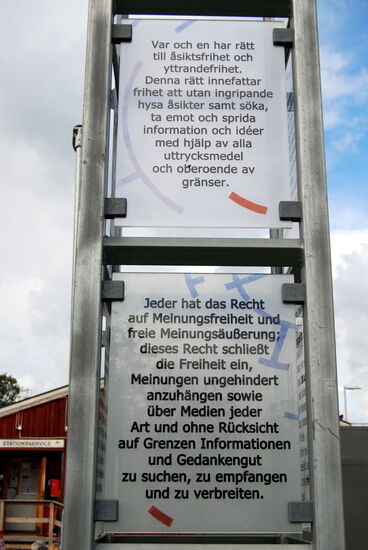 Var och en har rätt
till åsiktsfrihet och
yttrandefrihet.
Denna rätt innefattar
frihet att utan ingripande
hysa åsikter samt söka,
ta emot och sprida
information och idéer
med hjälp av alla
uttrycksmedel
och oberoende av
gränser.
Jeder hat das Recht
auf Meinungsfreiheit und
freie Meinungsäußerung;
dieses Recht schließt
die Freiheit ein,
Meinungen ungehindert
anzuhängen sowie
über Medien jeder
Art und ohne Rücksicht
auf Grenzen Informationen
und Gedankengut
zu suchen, zu empfangen
und zu verbreiten.
STATIONSSERVICE